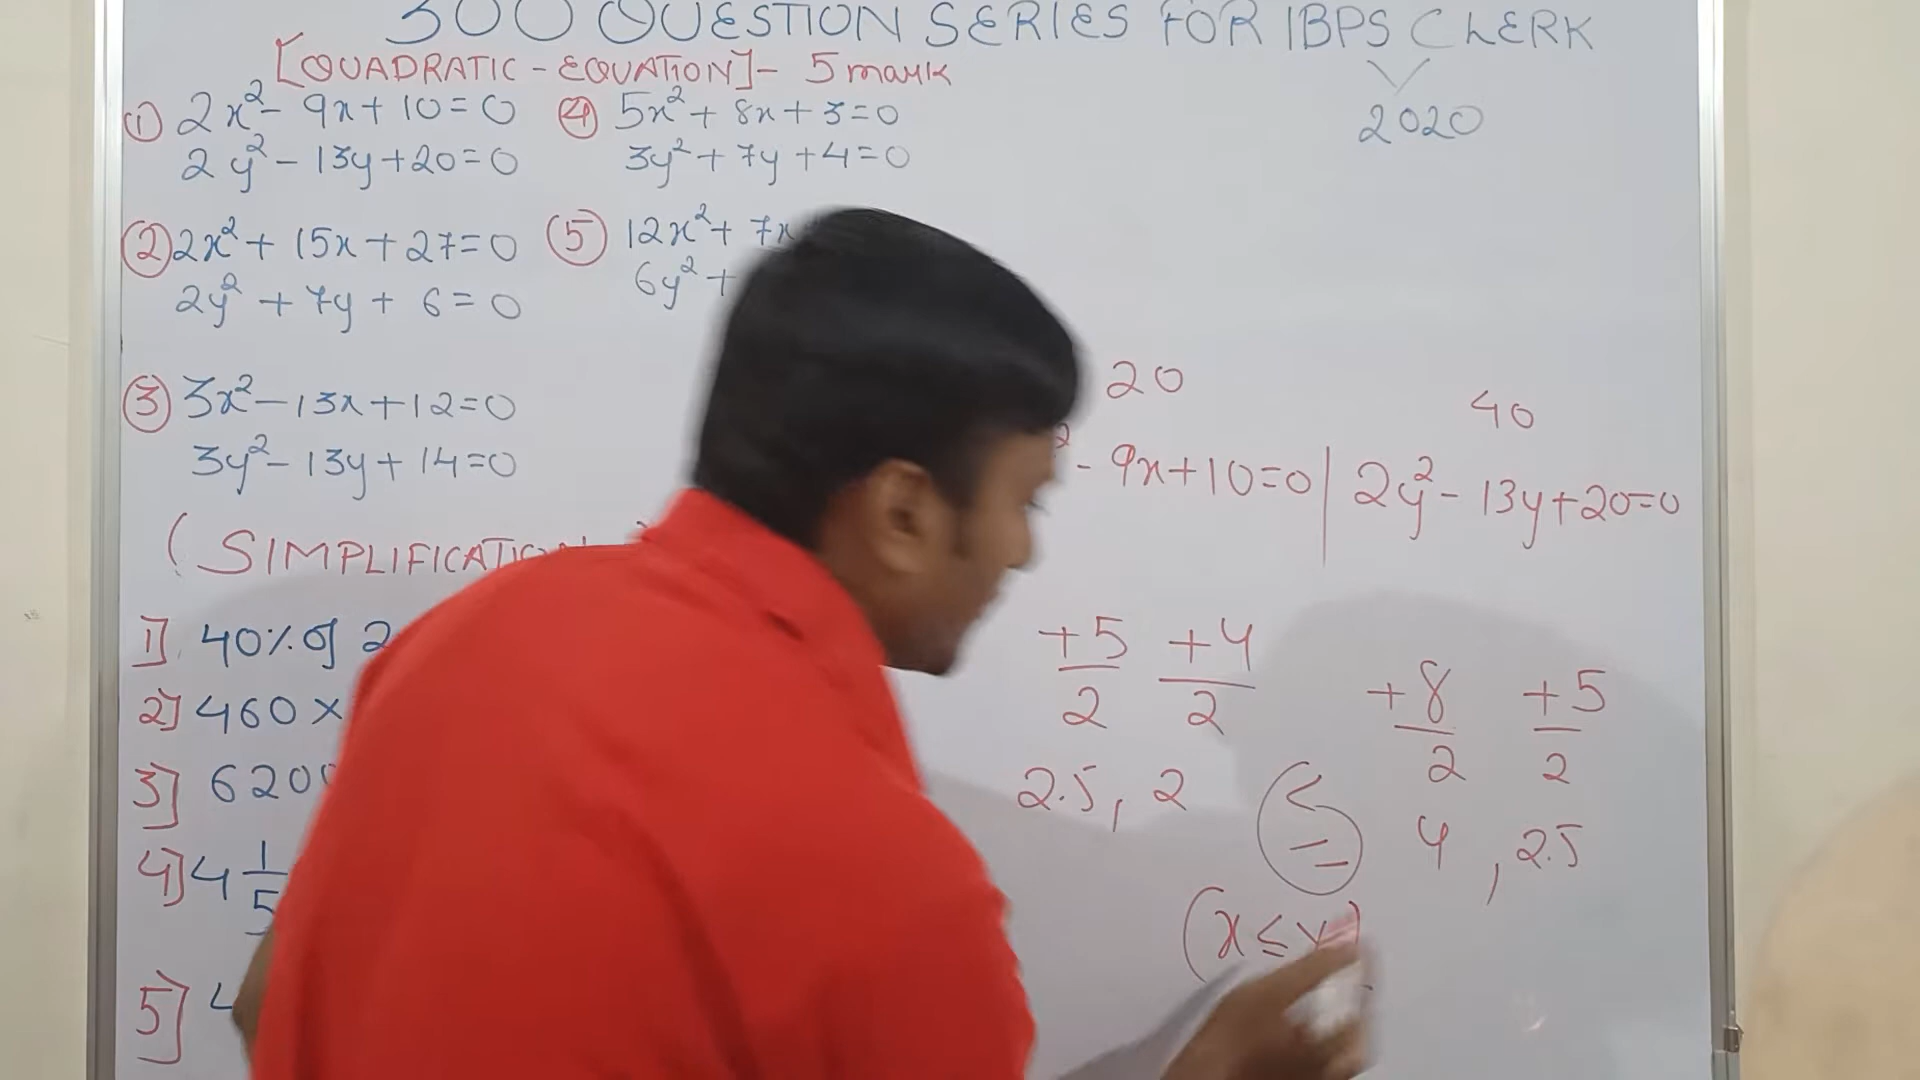 300 QUESTION SERIES FOR IBPS CLERK
2020
[QUADRATIC - EQUATION] - 5 mark
① 2x² - 9x + 10 = 0
2y² - 13y + 20 = 0
② 2x² + 15x + 27 = 0
2y² + 7y + 6 = 0
③ 3x² - 13x + 12 = 0
3y² - 13y + 14 = 0
④ 5x² + 8x + 3 = 0
3y² + 7y + 4 = 0
⑤ 12x² + 7x
6y² +
(SIMPLIFICATION
1] 40% of 2
2] 460 ×
3] 620
4] 4 1/5
5] 4
20
² - 9x + 10 = 0 | 2y² - 13y + 20 = 0
40
+5/2 +4/2
2.5, 2
+8/2 +5/2
4, 2.5
< =
(x ≤ y)